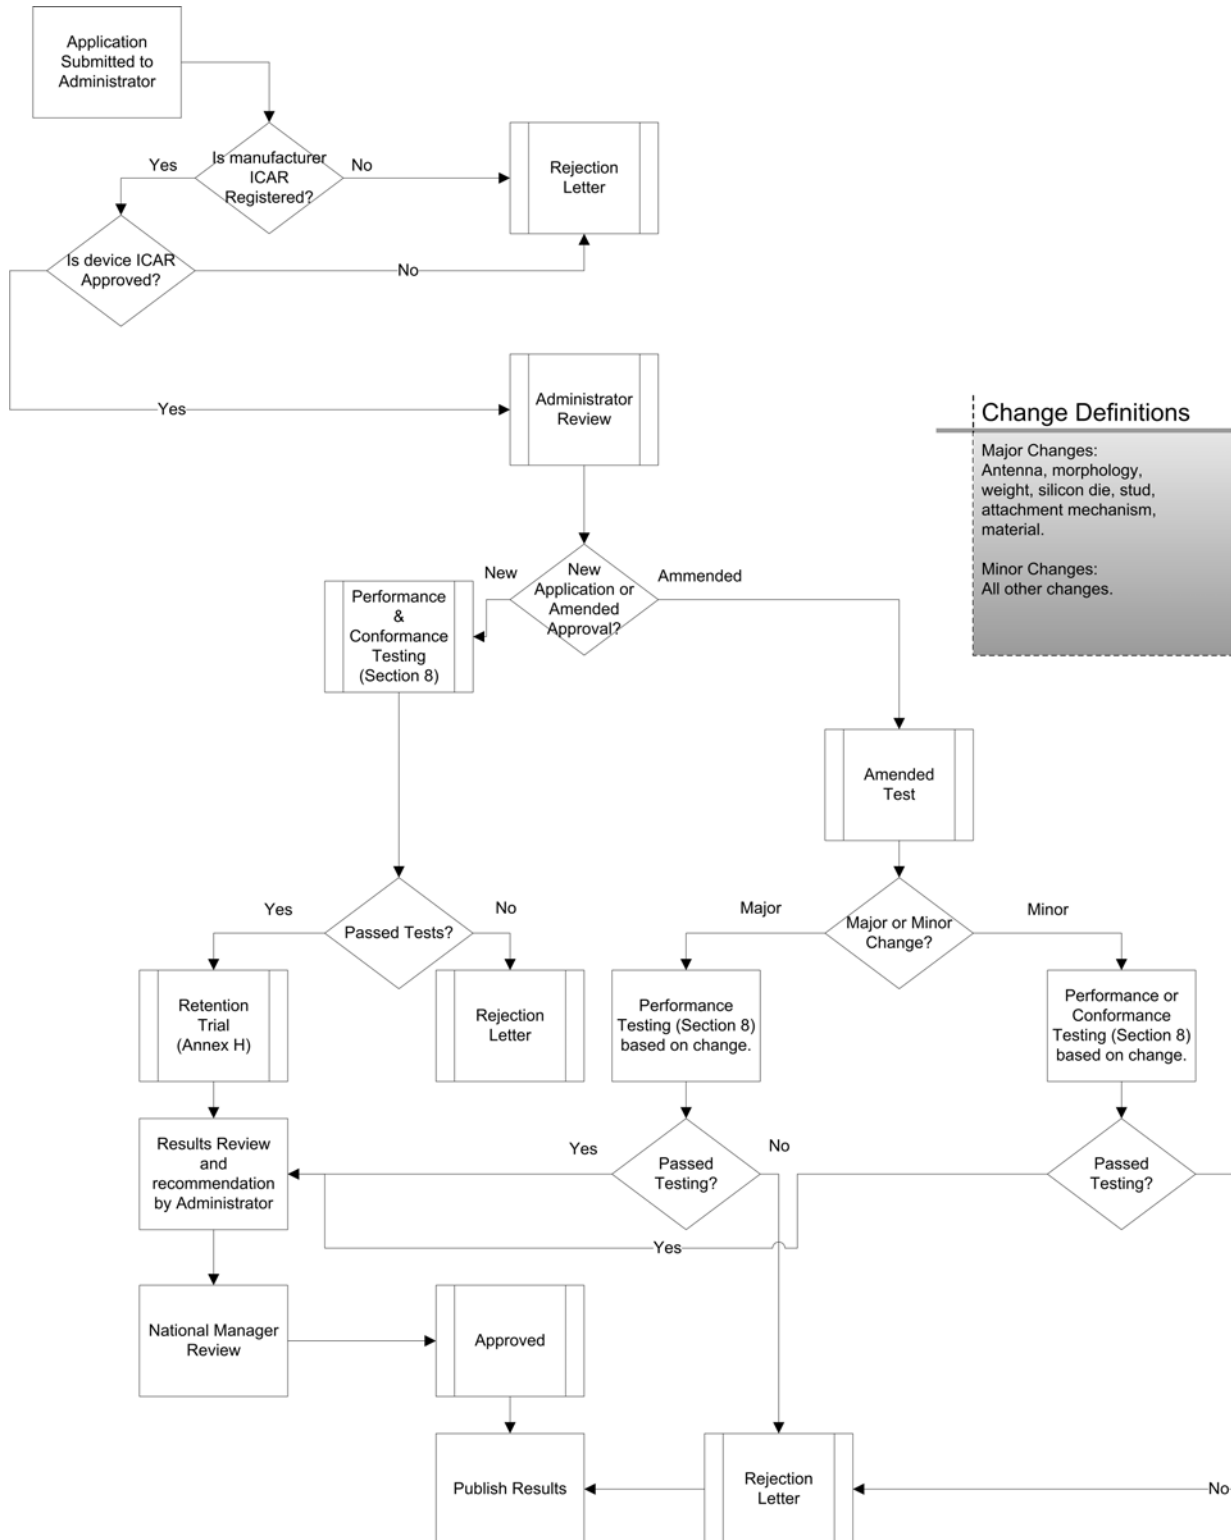 Application
Submitted to
Administrator
Is manufacturer
ICAR
Registered?
Yes
No
Rejection
Letter
Is device ICAR
Approved?
No
Yes
Administrator
Review
Change Definitions
Major Changes:
Antenna, morphology,
weight, silicon die, stud,
attachment mechanism,
material.
Minor Changes:
All other changes.
New
Application or
Amended
Approval?
New
Ammended
Performance
&
Conformance
Testing
(Section 8)
Amended
Test
Passed Tests?
Yes
No
Major or Minor
Change?
Major
Minor
Retention
Trial
(Annex H)
Rejection
Letter
Performance
Testing (Section 8)
based on change.
Performance or
Conformance
Testing (Section 8)
based on change.
Results Review
and
recommendation
by Administrator
Yes
Passed
Testing?
No
Passed
Testing?
Yes
National Manager
Review
Approved
Publish Results
Rejection
Letter
No